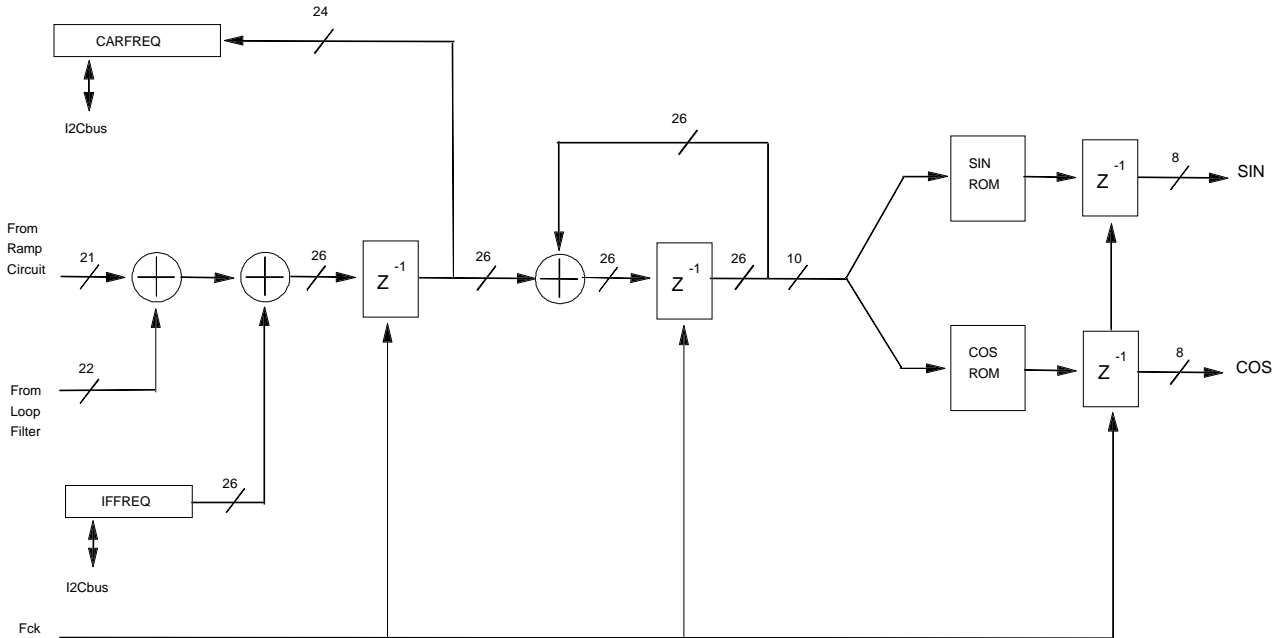 24
CARFREQ
I2Cbus
26
SIN
ROM
Z -1
8
SIN
From
Ramp
Circuit
21
26
Z -1
26
26
Z -1
26
10
22
From
Loop
Filter
COS
ROM
Z -1
8
COS
IFFREQ
26
I2Cbus
Fck